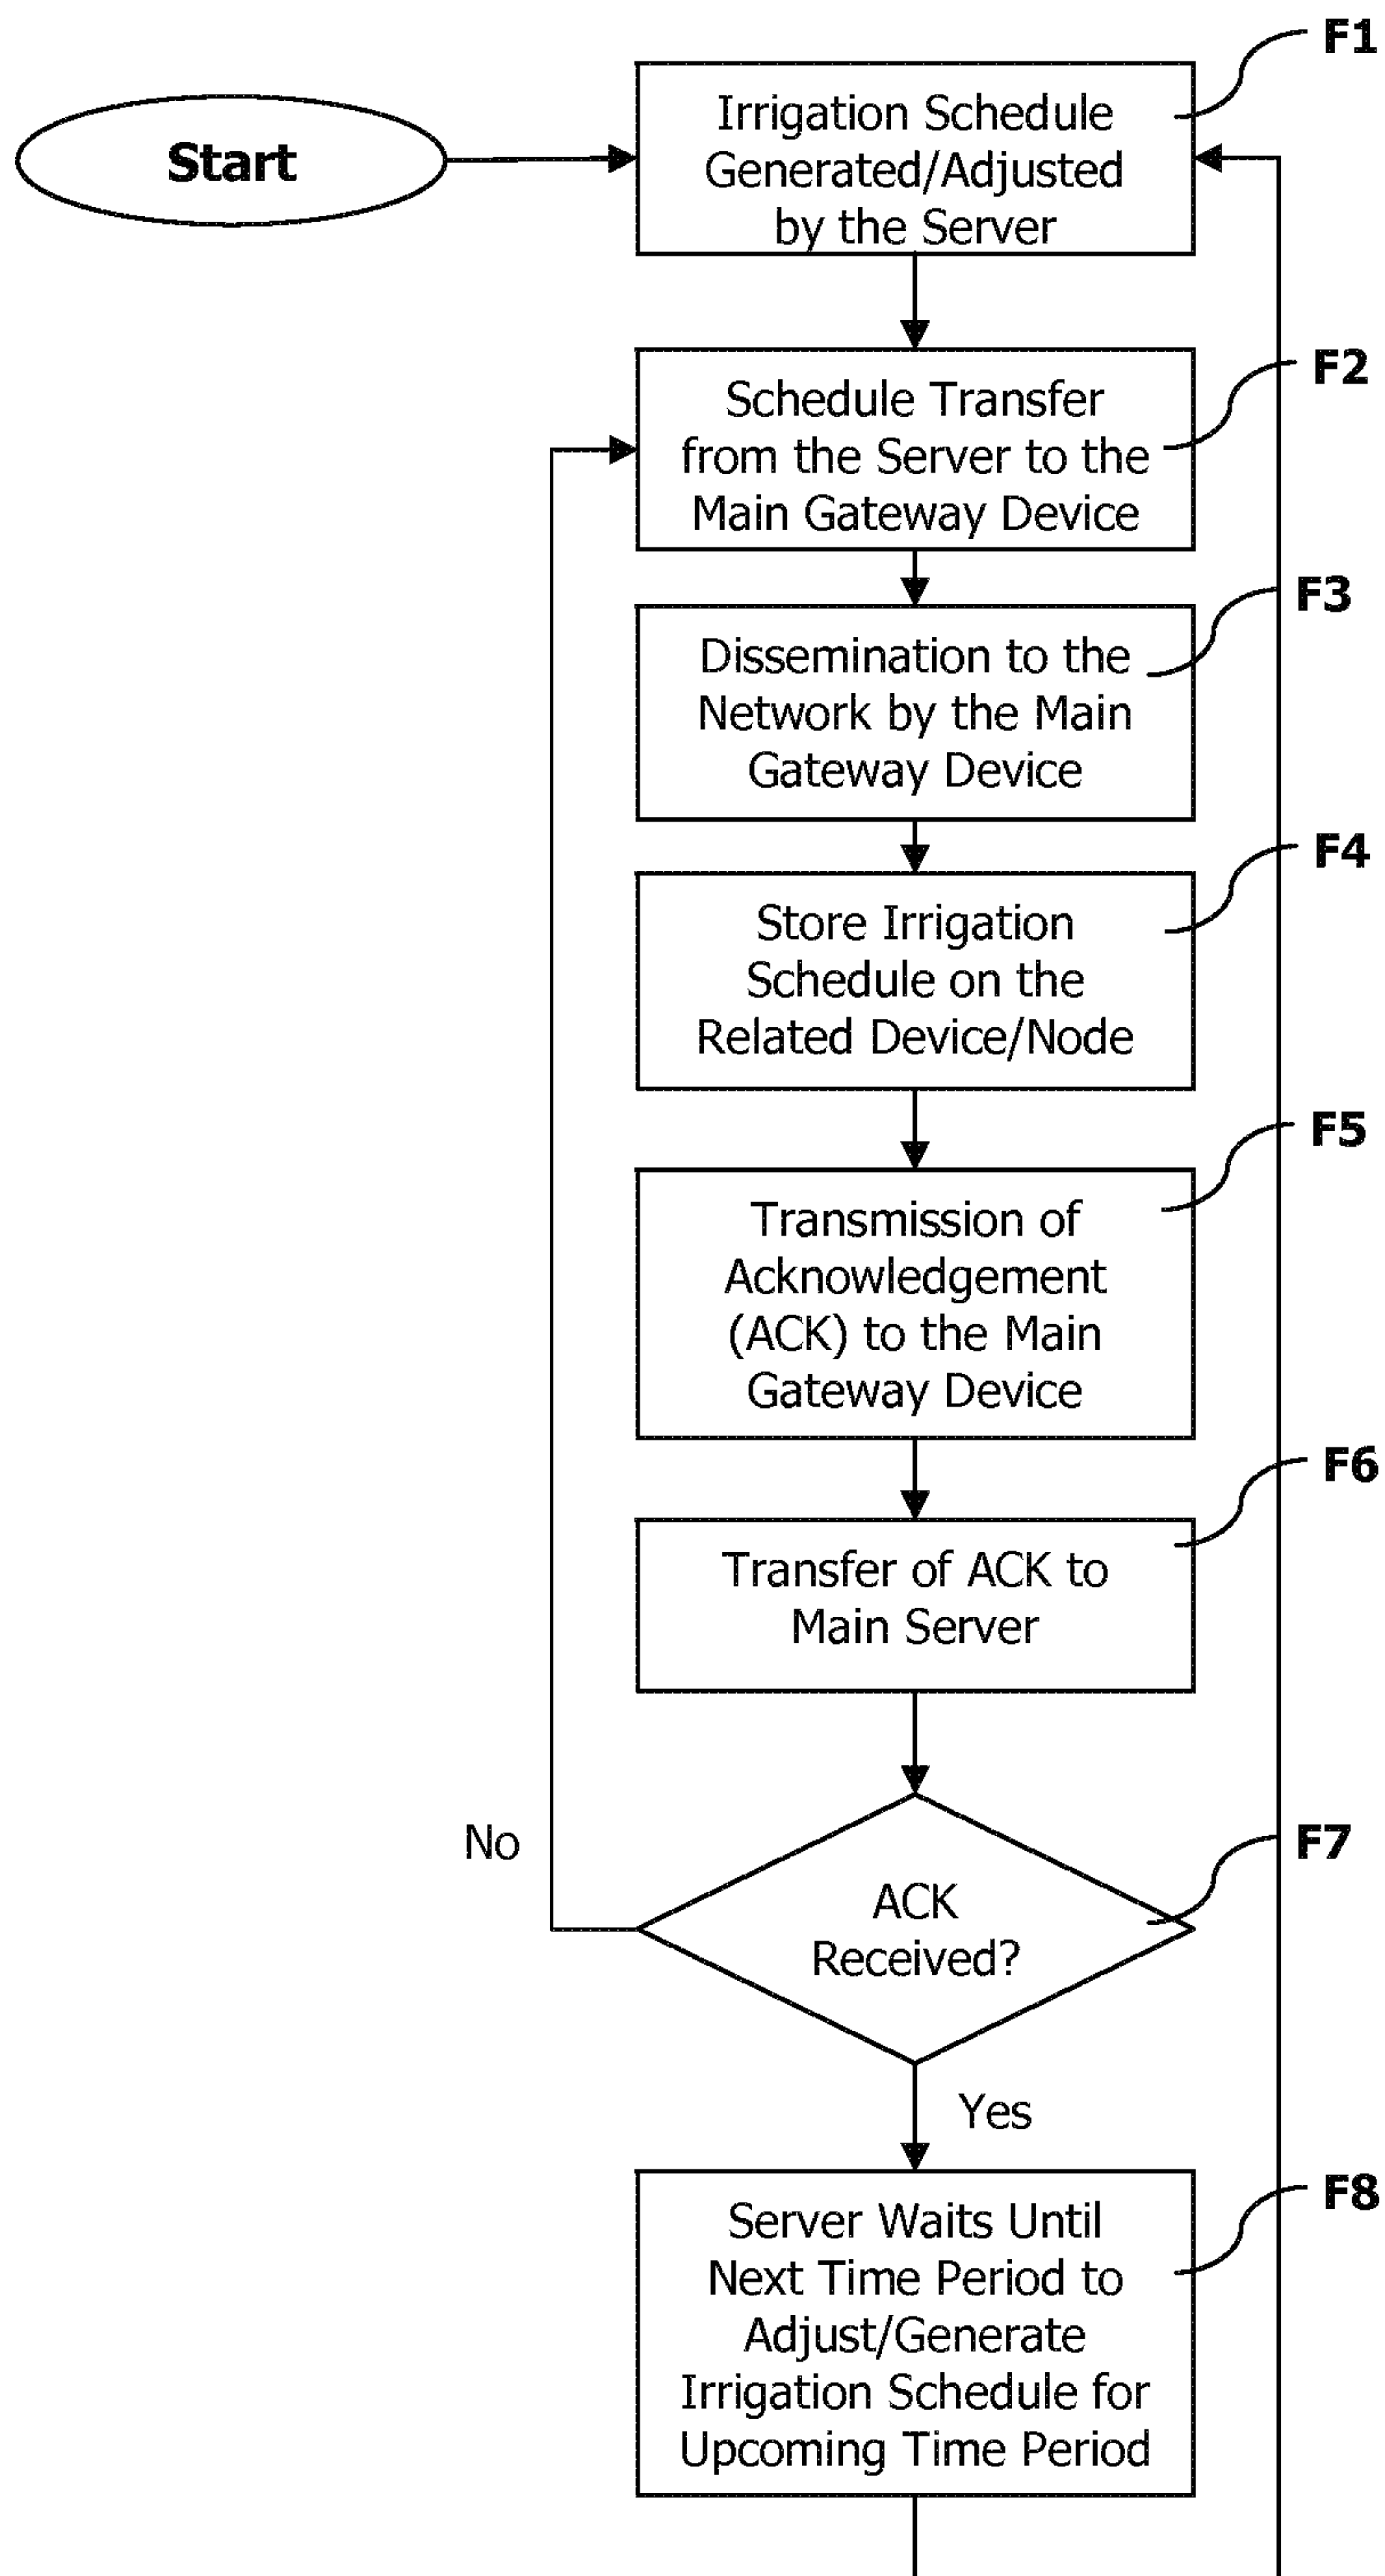 F1
Start
Irrigation Schedule
Generated/Adjusted
by the Server
F2
Schedule Transfer
from the Server to the
Main Gateway Device
F3
Dissemination to the
Network by the Main
Gateway Device
F4
Store Irrigation
Schedule on the
Related Device/Node
F5
Transmission of
Acknowledgement
(ACK) to the Main
Gateway Device
F6
Transfer of ACK to
Main Server
No
F7
ACK
Received?
Yes
F8
Server Waits Until
Next Time Period to
Adjust/Generate
Irrigation Schedule for
Upcoming Time Period